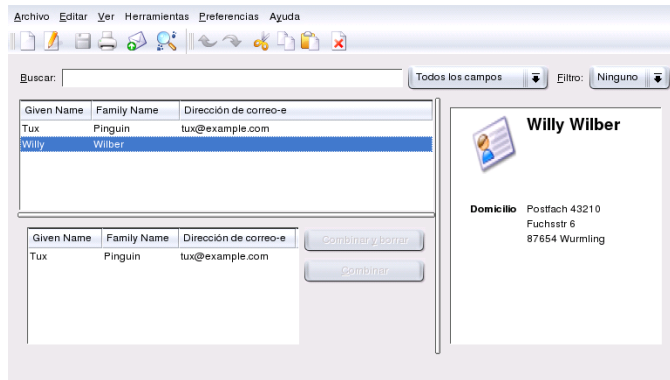 Archivo Editar Ver Herramientas Preferencias Ayuda
Buscar: Todos los campos Filtro: Ninguno
Given Name Family Name Dirección de correo-e
Tux Pinguin tux@example.com
Willy Wilber
Given Name Family Name Dirección de correo-e
Tux Pinguin tux@example.com
Combinar y borrar
Combinar
Willy Wilber
Domicilio Postfach 43210
Fuchsstr 6
87654 Wurmling